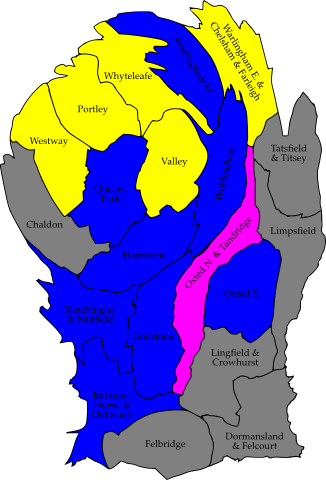 Warlingham E. &
Chelsham & Farleigh
Warlingham W.
Whyteleafe
Portley
Westway
Valley
Tatsfield
& Titsey
Woldingham
Queens
Park
Chaldon
Limpsfield
Harestone
Oxted N. & Tandridge
Oxted S.
Bletchingley
& Nutfield
Godstone
Lingfield &
Crowhurst
Burstow,
Horne &
Outwood
Felbridge
Dormansland
& Felcourt